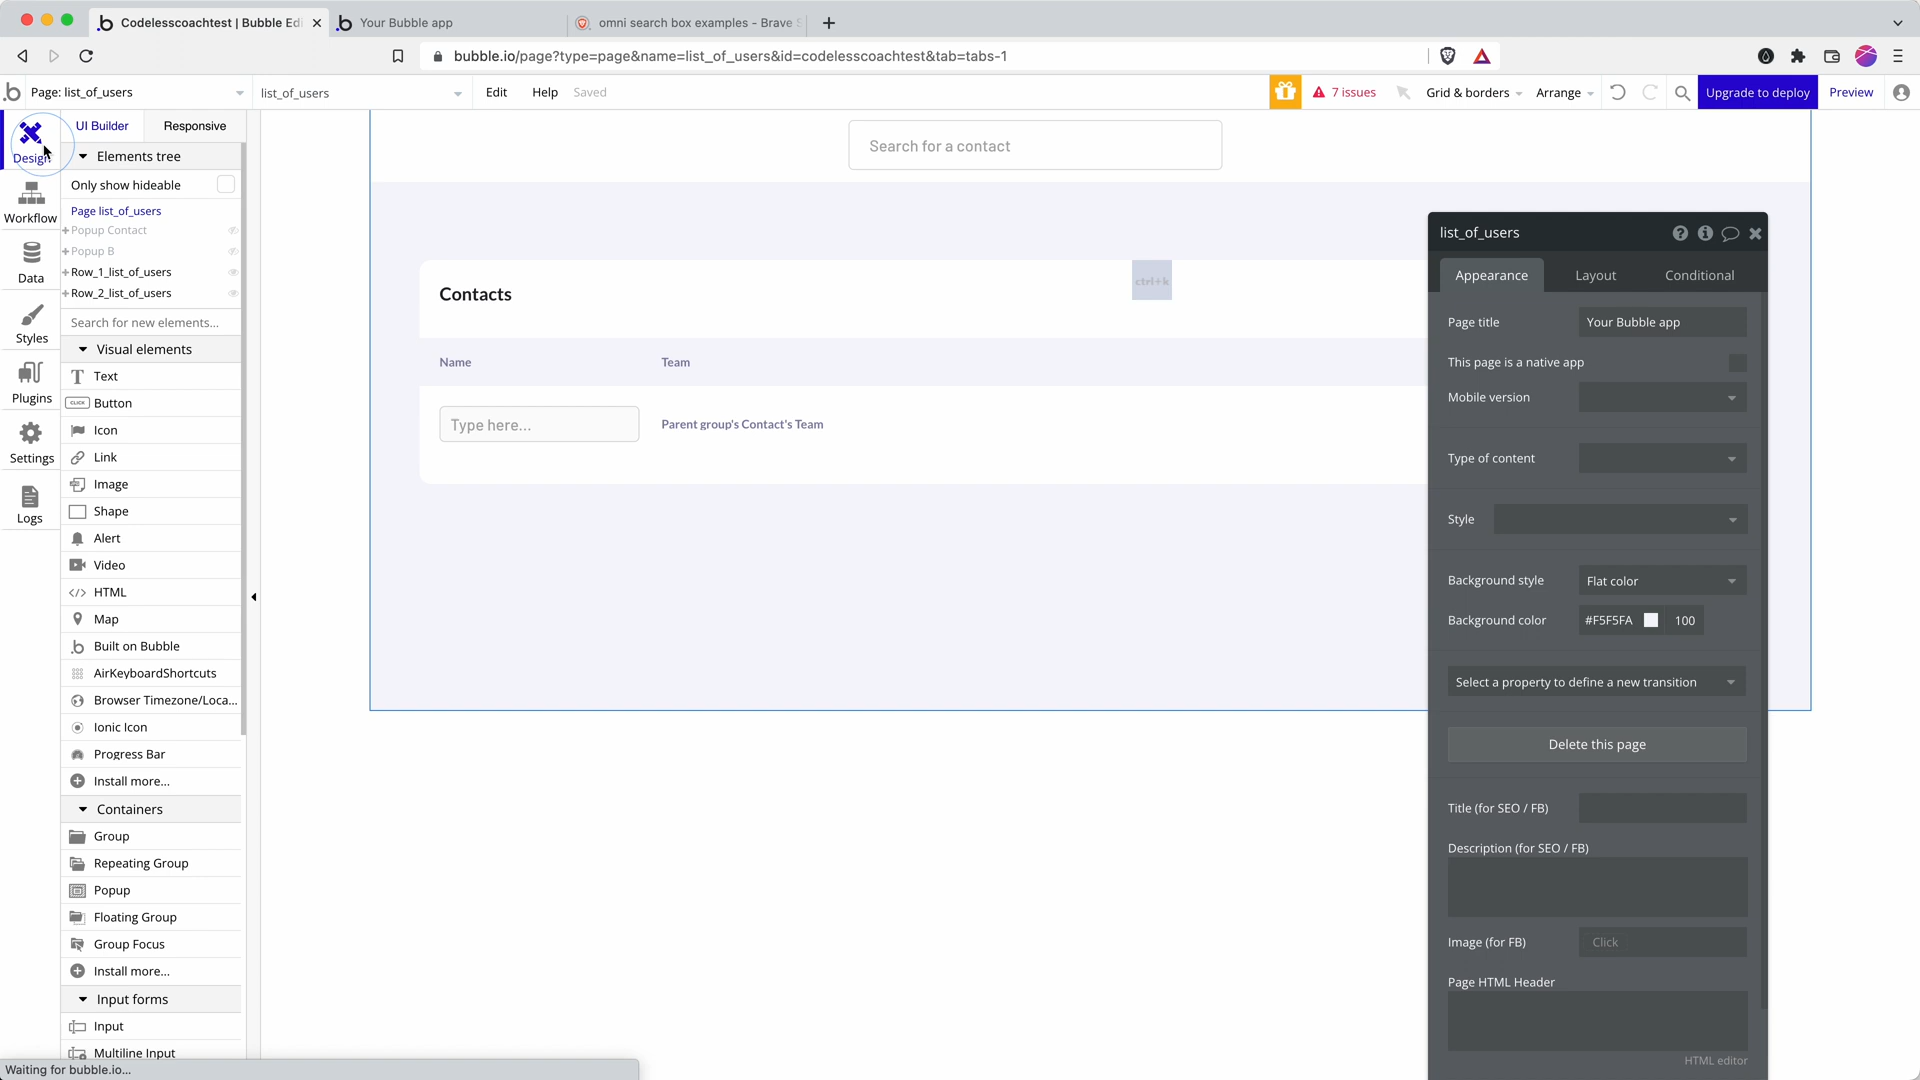 Codelesscoachtest | Bubble Edi
Your Bubble app
omni search box examples - Brave S
bubble.io/page?type=page&name=list_of_users&id=codelesscoachtest&tab=tabs-1
Page: list_of_users
list_of_users
Edit
Help
Saved
7 issues
Grid & borders
Arrange
Upgrade to deploy
Preview
Design
Workflow
Data
Styles
Plugins
Settings
Logs
UI Builder
Responsive
Elements tree
Only show hideable
Page list_of_users
Popup Contact
Popup B
Row_1_list_of_users
Row_2_list_of_users
Search for new elements...
Visual elements
Text
CLICK
Button
Icon
Link
Image
Shape
Alert
Video
HTML
Map
Built on Bubble
AirKeyboardShortcuts
Browser Timezone/Loca...
Ionic Icon
Progress Bar
Install more...
Containers
Group
Repeating Group
Popup
Floating Group
Group Focus
Install more...
Input forms
Input
Multiline Input
Waiting for bubble.io...
Search for a contact
Contacts
ctrl+k
Name
Team
Type here...
Parent group's Contact's Team
list_of_users
Appearance
Layout
Conditional
Page title
Your Bubble app
This page is a native app
Mobile version
Type of content
Style
Background style
Flat color
Background color
#F5F5FA
100
Select a property to define a new transition
Delete this page
Title (for SEO / FB)
Description (for SEO / FB)
Image (for FB)
Click
Page HTML Header
HTML editor